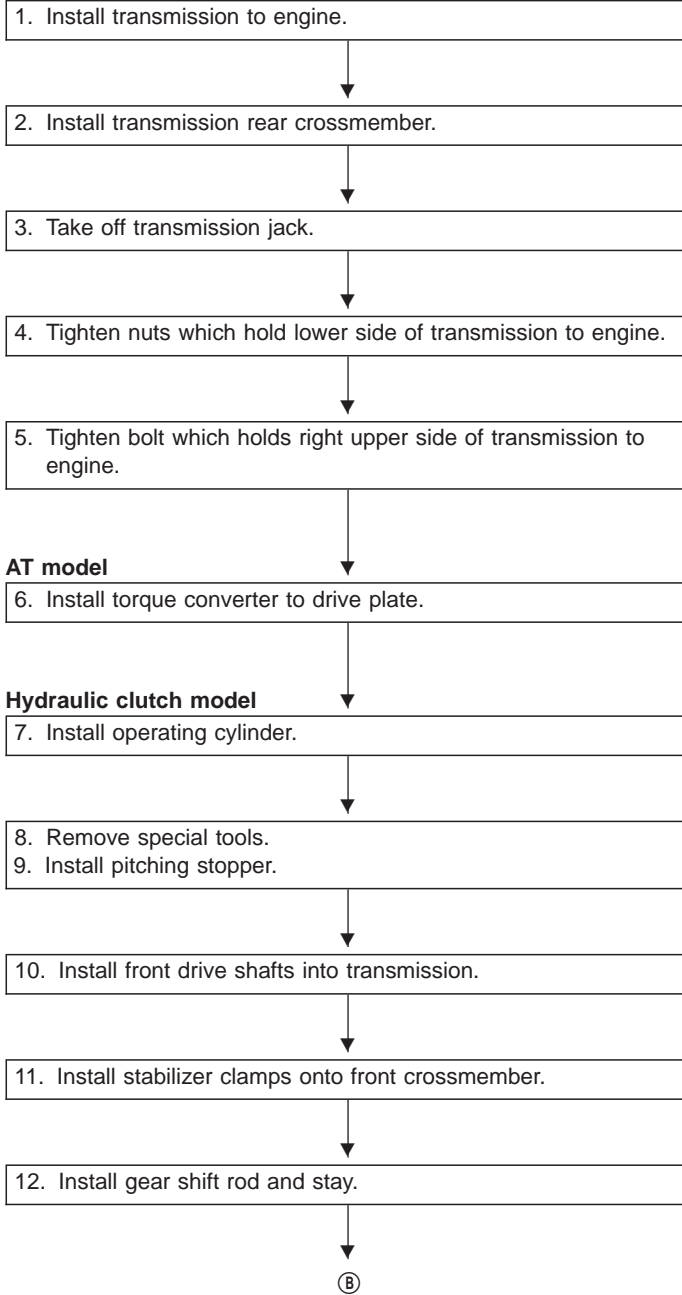 1. Install transmission to engine.
2. Install transmission rear crossmember.
3. Take off transmission jack.
4. Tighten nuts which hold lower side of transmission to engine.
5. Tighten bolt which holds right upper side of transmission to
engine.
AT model
6. Install torque converter to drive plate.
Hydraulic clutch model
7. Install operating cylinder.
8. Remove special tools.
9. Install pitching stopper.
10. Install front drive shafts into transmission.
11. Install stabilizer clamps onto front crossmember.
12. Install gear shift rod and stay.
Ⓑ